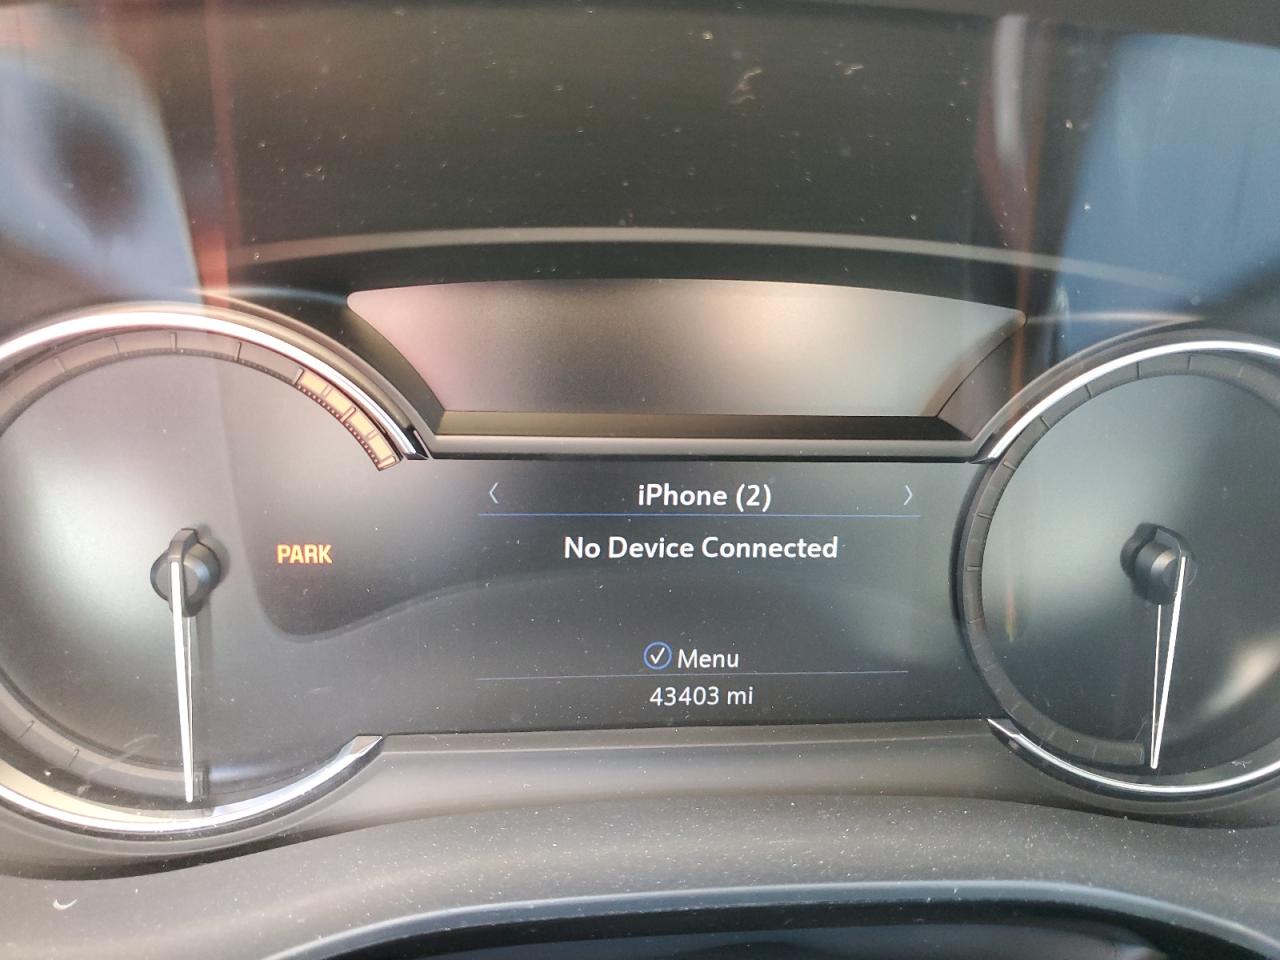 iPhone (2)
No Device Connected
PARK
Menu
43403 mi